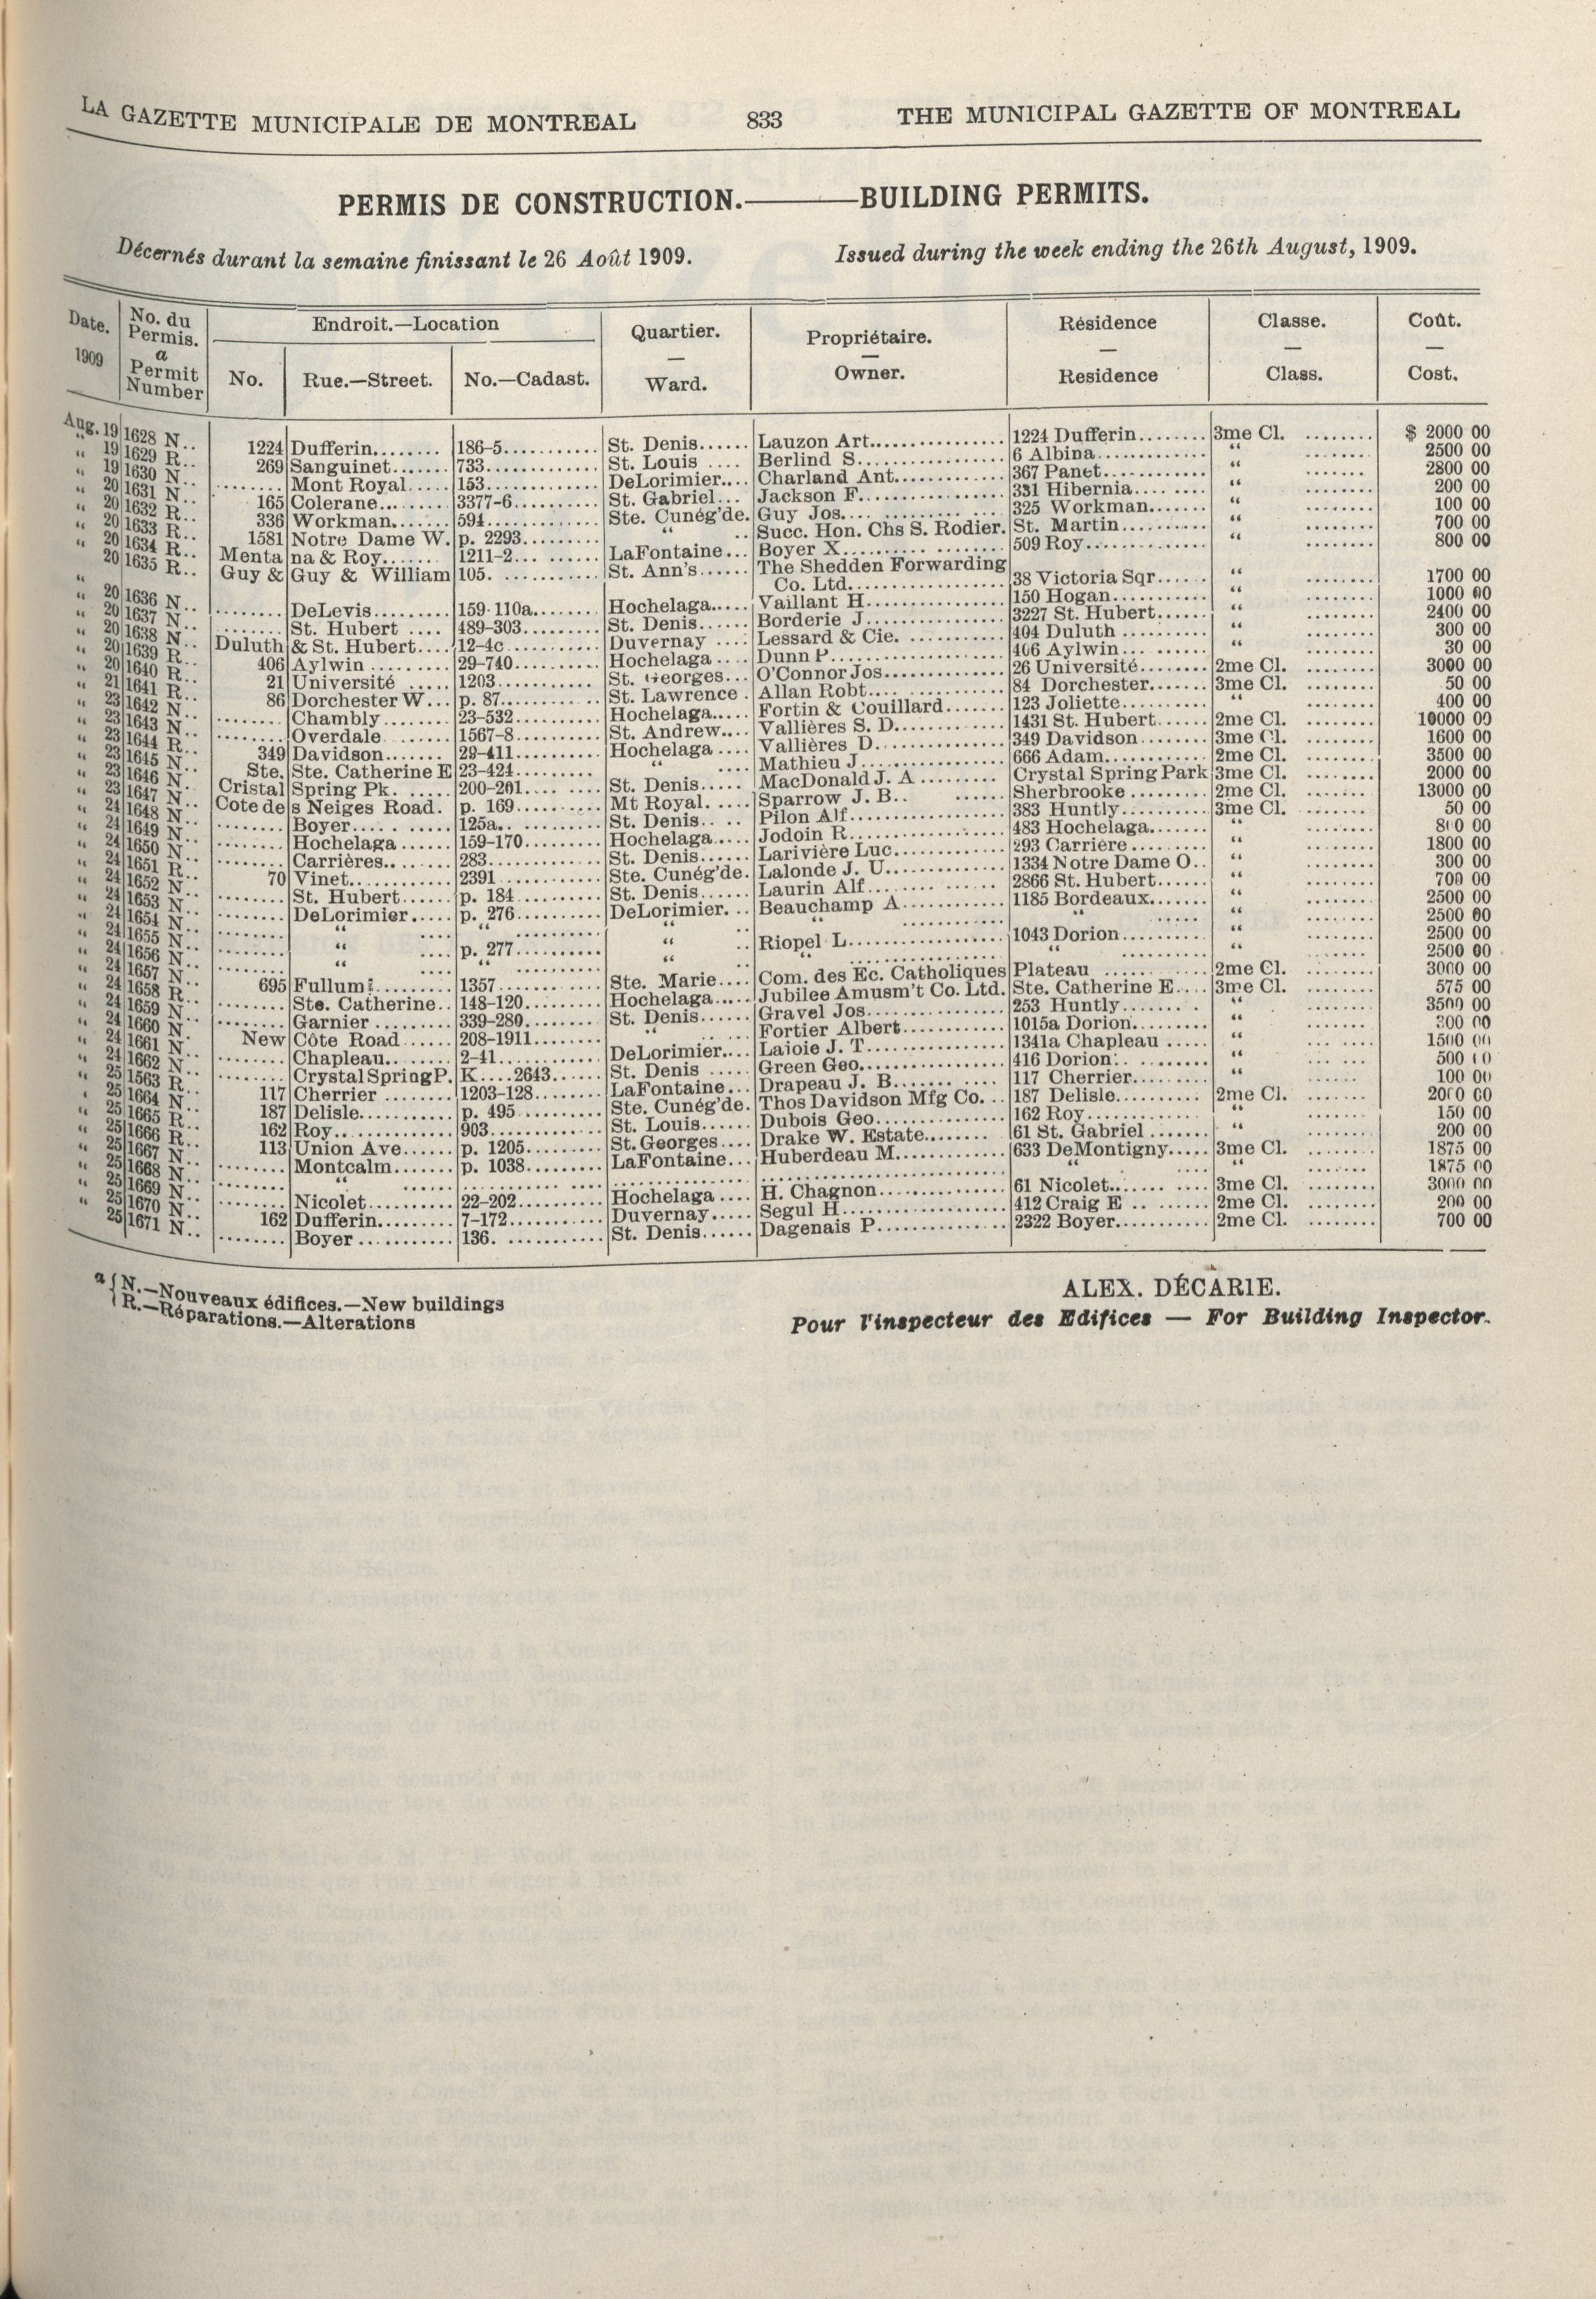 LA GAZETTE MUNICIPALE DE MONTREAL 833 THE MUNICIPAL GAZETTE OF MONTREAL
PERMIS DE CONSTRUCTION.——BUILDING PERMITS.
Décernés durant la semaine finissant le 26 Août 1909. Issued during the week ending the 26th August, 1909.
Date. 1909 No. du Permis. a Permit Number Endroit.—Location No. Rue.—Street. No.—Cadast. Quartier. — Ward. Propriétaire. — Owner. Résidence — Residence Classe. — Class. Coût. — Cost.
Aug. 19 1628 N.. 1224 Dufferin 186-5 St. Denis Lauzon Art. 1224 Dufferin 3me Cl. $ 2000 00
" 19 1629 R.. 269 Sanguinet 733 St. Louis Berlind S. 6 Albina " 2500 00
" 19 1630 N.. Mont Royal 153 DeLorimier Charland Ant. 367 Panet " 2800 00
" 20 1631 N.. 165 Colerane 3377-6 St. Gabriel Jackson F. 331 Hibernia " 200 00
" 20 1632 R.. 336 Workman 594 Ste. Cunég'de. Guy Jos. 325 Workman " 100 00
" 20 1633 R.. 1581 Notre Dame W. p. 2293 " Succ. Hon. Chs S. Rodier. St. Martin " 700 00
" 20 1634 R.. Mentana & Roy 1211-2 LaFontaine Boyer X 509 Roy " 800 00
" 20 1635 R.. Guy & Guy & William 105. St. Ann's The Shedden Forwarding
Co. Ltd. 38 Victoria Sqr " 1700 00
" 20 1636 N.. DeLevis 159-110a Hochelaga Vaillant H 150 Hogan " 1000 00
" 20 1637 N.. St. Hubert 489-303 St. Denis Borderie J 3227 St. Hubert " 2400 00
" 20 1638 N.. Duluth & St. Hubert 12-4c Duvernay Lessard & Cie. 404 Duluth " 300 00
" 20 1639 R.. 406 Aylwin 29-740 Hochelaga Dunn P 406 Aylwin " 30 00
" 20 1640 R.. 21 Université 1203 St. Georges O'Connor Jos. 26 Université 2me Cl. 3000 00
" 21 1641 R.. 86 Dorchester W p. 87 St. Lawrence Allan Robt. 84 Dorchester 3me Cl. 50 00
" 23 1642 N.. Chambly 23-532 Hochelaga Fortin & Couillard 123 Joliette " 400 00
" 23 1643 N.. Overdale 1567-8 St. Andrew Vallières S. D. 1431 St. Hubert 2me Cl. 10000 00
" 23 1644 R.. 349 Davidson 29-411 Hochelaga Vallières D. 349 Davidson 3me Cl. 1600 00
" 23 1645 N.. Ste. Ste. Catherine E 23-424 " Mathieu J 666 Adam 2me Cl. 3500 00
" 23 1646 N.. Cristal Spring Pk. 200-201 St. Denis MacDonald J. A Crystal Spring Park 3me Cl. 2000 00
" 23 1647 N.. Cote des Neiges Road. p. 169 Mt Royal. Sparrow J. B. Sherbrooke 2me Cl. 13000 00
" 24 1648 N.. Boyer 125a St. Denis Pilon Alf 383 Huntly 3me Cl. 50 00
" 24 1649 N.. Hochelaga 159-170 Hochelaga Jodoin R 483 Hochelaga " 800 00
" 24 1650 N.. Carrières 283 St. Denis Larivière Luc 293 Carrière " 1800 00
" 24 1651 R.. 70 Vinet 2391 Ste. Cunég'de. Lalonde J. U. 1334 Notre Dame O. " 300 00
" 24 1652 N.. St. Hubert p. 184 St. Denis Laurin Alf 2866 St. Hubert " 700 00
" 24 1653 N.. DeLorimier p. 276 DeLorimier Beauchamp A 1185 Bordeaux " 2500 00
" 24 1654 N.. " " " " " " 2500 00
" 24 1655 N.. " p. 277 " Riopel L 1043 Dorion " 2500 00
" 24 1656 N.. " " " " " " 2500 00
" 24 1657 N.. 695 Fullum 1357 Ste. Marie Com. des Ec. Catholiques Plateau 2me Cl. 3000 00
" 24 1658 R.. Ste. Catherine 148-120 Hochelaga Jubilee Amusm't Co. Ltd. Ste. Catherine E 3me Cl. 575 00
" 24 1659 N.. Garnier 339-280 St. Denis Gravel Jos. 253 Huntly " 3500 00
" 24 1660 N.. New Côte Road 208-1911 " Fortier Albert 1015a Dorion " 300 00
" 24 1661 N.. Chapleau 2-41 DeLorimier Lajoie J. T. 1341a Chapleau " 1500 00
" 24 1662 N.. Crystal Spring P. K....2643 St. Denis Green Geo. 416 Dorion " 500 00
" 25 1563 R.. 117 Cherrier 1203-128 LaFontaine Drapeau J. B. 117 Cherrier " 100 00
" 25 1664 N.. 187 Delisle p. 495 Ste. Cunég'de. Thos Davidson Mfg Co. 187 Delisle 2me Cl. 2000 00
" 25 1665 R.. 162 Roy 903 St. Louis Dubois Geo. 162 Roy " 150 00
" 25 1666 R.. 113 Union Ave p. 1205 St. Georges Drake W. Estate 61 St. Gabriel " 200 00
" 25 1667 N.. Montcalm p. 1038 LaFontaine Huberdeau M. 633 DeMontigny 3me Cl. 1875 00
" 25 1668 N.. " " " 1875 00
" 25 1669 N.. Nicolet 22-202 Hochelaga H. Chagnon 61 Nicolet 3me Cl. 3000 00
" 25 1670 N.. 162 Dufferin 7-172 Duvernay Segul H 412 Craig E 2me Cl. 200 00
25 1671 N.. Boyer 136. St. Denis Dagenais P 2322 Boyer 2me Cl. 700 00
a { N.—Nouveaux édifices.—New buildings
R.—Réparations.—Alterations
ALEX. DÉCARIE.
Pour l'inspecteur des Edifices — For Building Inspector.